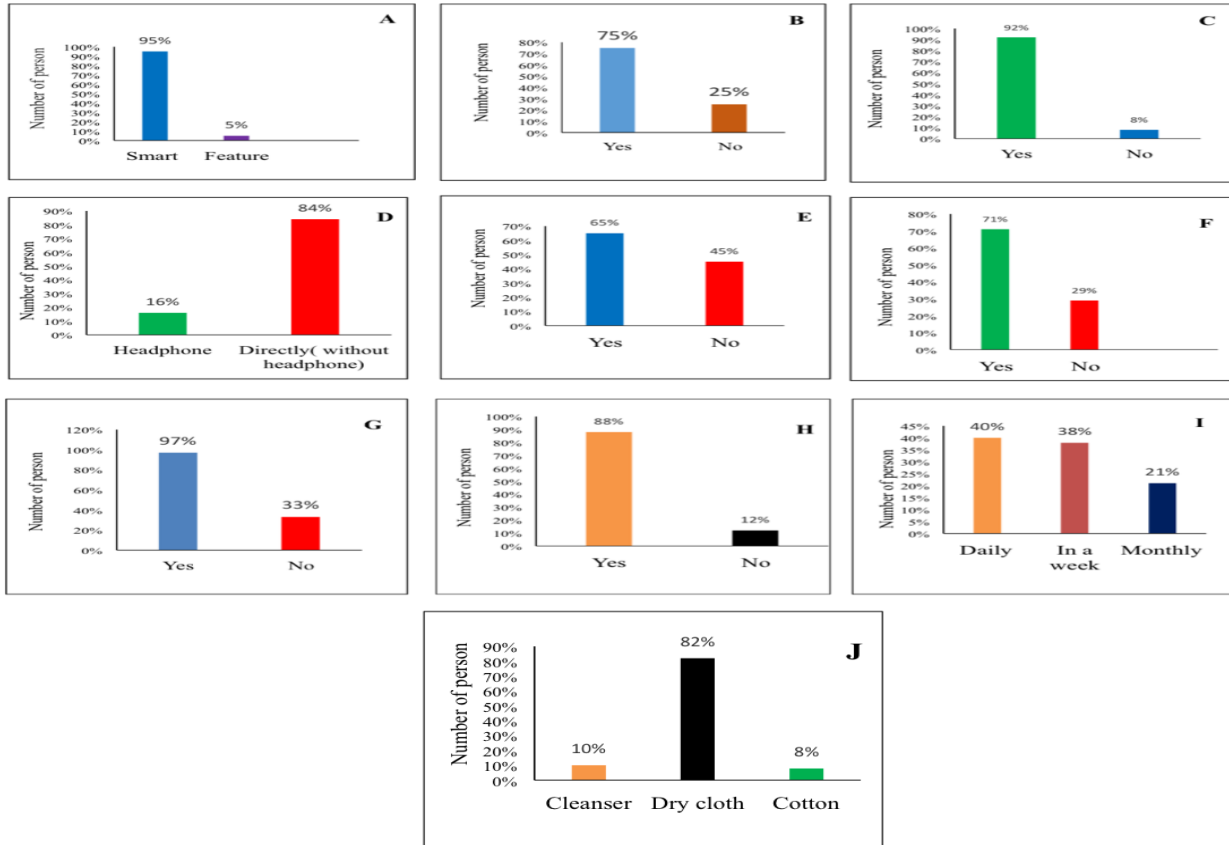 A
Number of person
100%
90%
80%
70%
60%
50%
40%
30%
20%
10%
0%
95%
5%
Smart
Feature
B
Number of person
80%
70%
60%
50%
40%
30%
20%
10%
0%
75%
25%
Yes
No
C
Number of person
100%
90%
80%
70%
60%
50%
40%
30%
20%
10%
0%
92%
8%
Yes
No
D
Number of person
90%
80%
70%
60%
50%
40%
30%
20%
10%
0%
16%
84%
Headphone
Directly( without
headphone)
E
Number of person
70%
60%
50%
40%
30%
20%
10%
0%
65%
45%
Yes
No
F
Number of person
80%
70%
60%
50%
40%
30%
20%
10%
0%
71%
29%
Yes
No
G
Number of person
120%
100%
80%
60%
40%
20%
0%
97%
33%
Yes
No
H
Number of person
100%
90%
80%
70%
60%
50%
40%
30%
20%
10%
0%
88%
12%
Yes
No
I
Number of person
45%
40%
35%
30%
25%
20%
15%
10%
5%
0%
40%
38%
21%
Daily
In a
week
Monthly
J
Number of person
90%
80%
70%
60%
50%
40%
30%
20%
10%
0%
10%
82%
8%
Cleanser
Dry cloth
Cotton